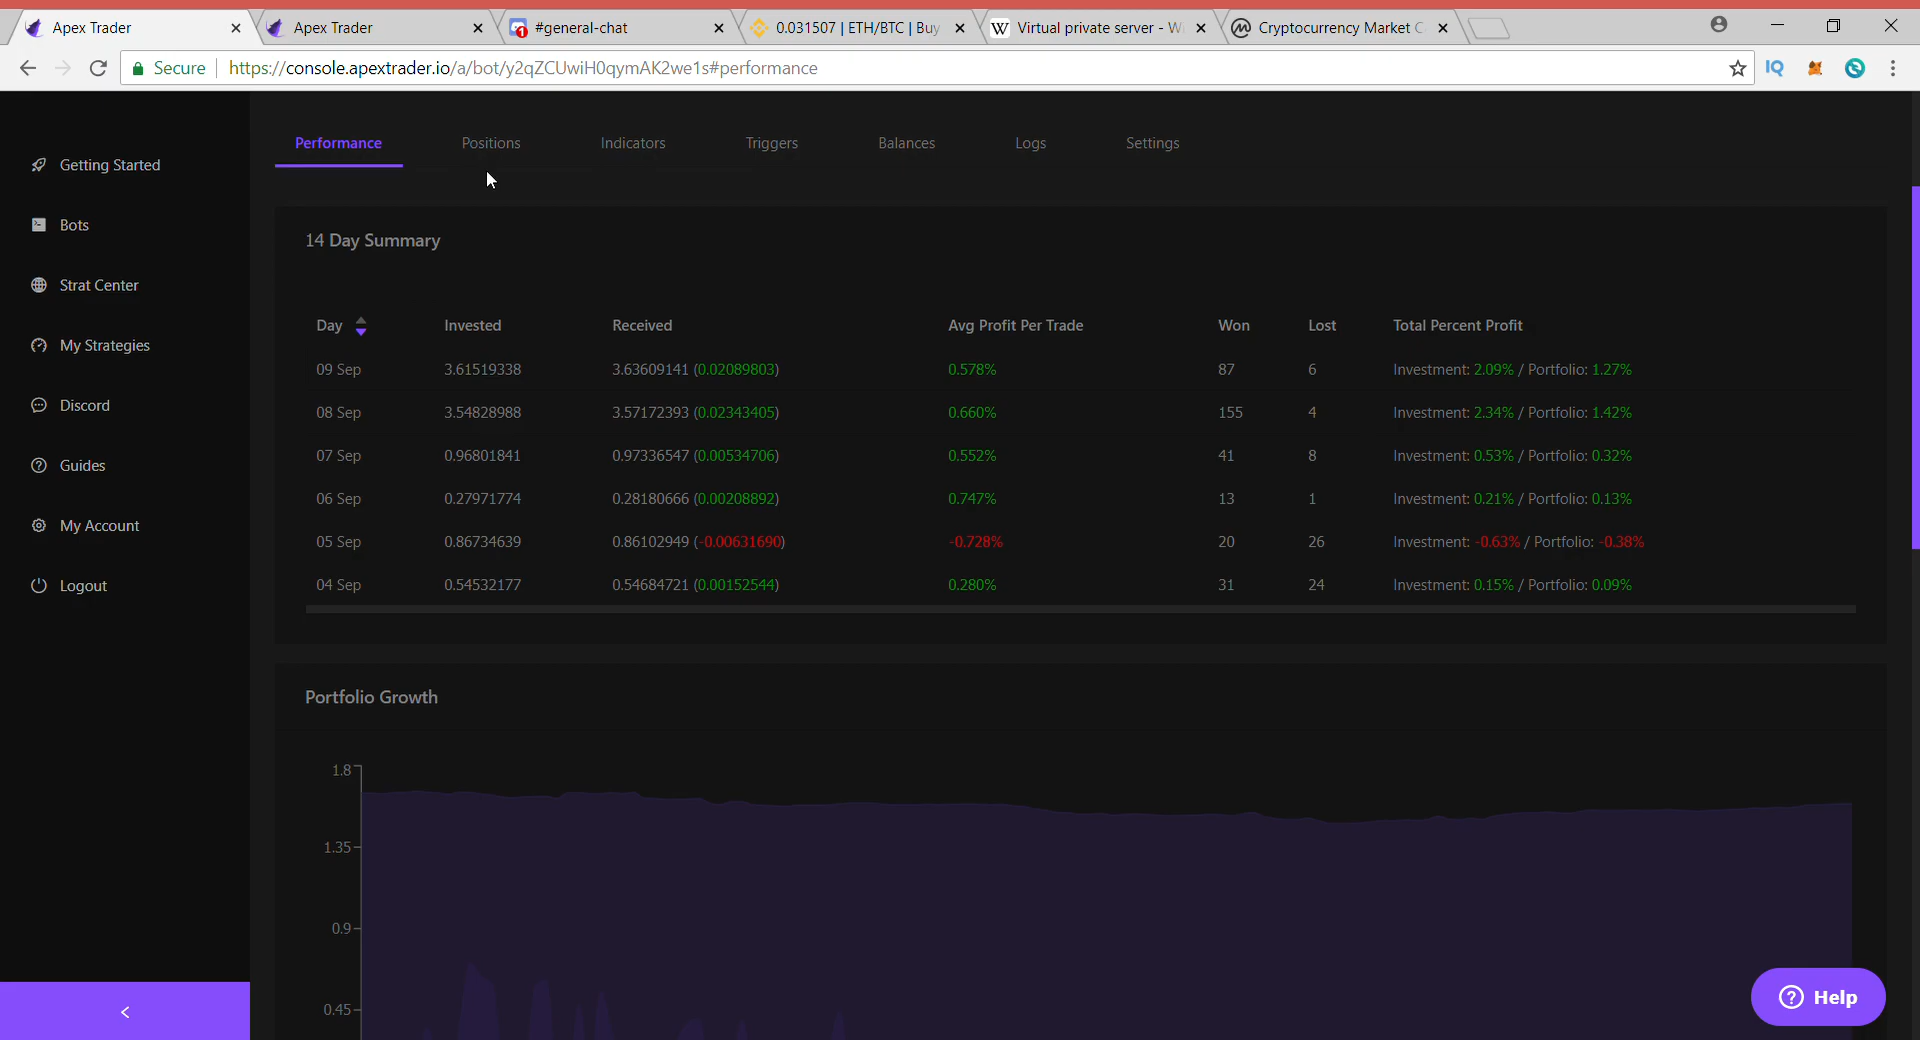 Apex Trader
Apex Trader
1 #general-chat
0.031507 | ETH/BTC | Buy
W Virtual private server - W
Cryptocurrency Market C
Secure https://console.apextrader.io/a/bot/y2qZCUwiH0qymAK2we1s#performance
IQ
Getting Started
Bots
Strat Center
My Strategies
Discord
Guides
My Account
Logout
<
Performance Positions Indicators Triggers Balances Logs Settings
14 Day Summary
Day Invested Received Avg Profit Per Trade Won Lost Total Percent Profit
09 Sep 3.61519338 3.63609141 (0.02089803) 0.578% 87 6 Investment: 2.09% / Portfolio: 1.27%
08 Sep 3.54828988 3.57172393 (0.02343405) 0.660% 155 4 Investment: 2.34% / Portfolio: 1.42%
07 Sep 0.96801841 0.97336547 (0.00534706) 0.552% 41 8 Investment: 0.53% / Portfolio: 0.32%
06 Sep 0.27971774 0.28180666 (0.00208892) 0.747% 13 1 Investment: 0.21% / Portfolio: 0.13%
05 Sep 0.86734639 0.86102949 (-0.00631690) -0.728% 20 26 Investment: -0.63% / Portfolio: -0.38%
04 Sep 0.54532177 0.54684721 (0.00152544) 0.280% 31 24 Investment: 0.15% / Portfolio: 0.09%
Portfolio Growth
1.8
1.35
0.9
0.45
? Help